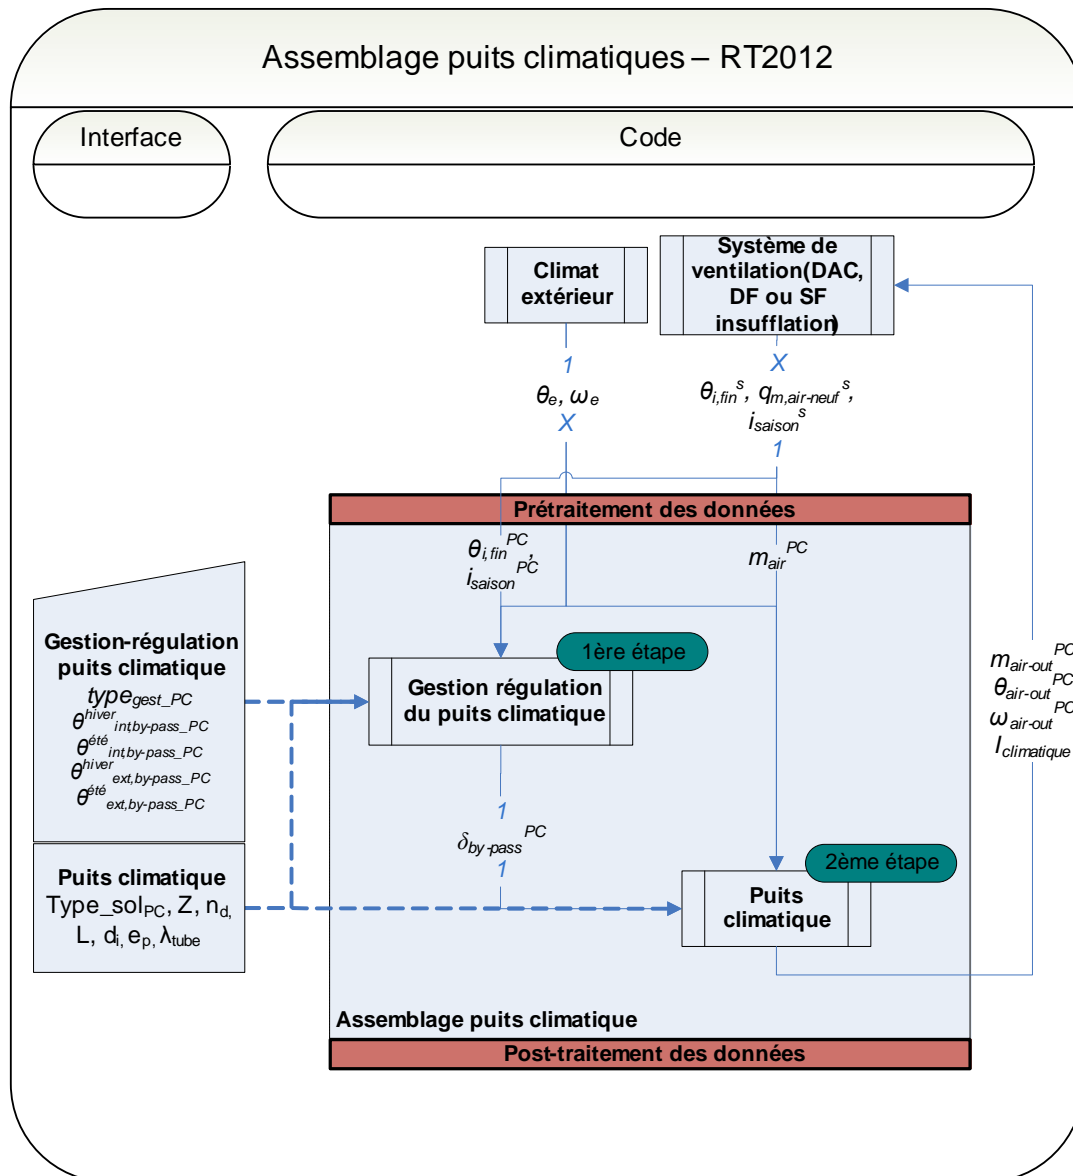 Assemblage puits climatiques – RT2012
Interface
Code
Climat
extérieur
Système de
ventilation(DAC,
DF ou SF
insufflation)
1
θe, ωe
X
X
θi,fin^s, qm,air-neuf^s,
isaison^s
1
Prétraitement des données
θi,fin^PC,
isaison^PC
mair^PC
Gestion-régulation
puits climatique
typegest_PC
θ^hiver int,by-pass_PC
θ^été int,by-pass_PC
θ^hiver ext,by-pass_PC
θ^été ext,by-pass_PC
1ère étape
Gestion régulation
du puits climatique
mair-out^PC
θair-out^PC
ωair-out^PC
Iclimatique
1
δby-pass^PC
1
2ème étape
Puits climatique
Type_solPC, Z, nd,
L, di, ep, λtube
Puits
climatique
Assemblage puits climatique
Post-traitement des données